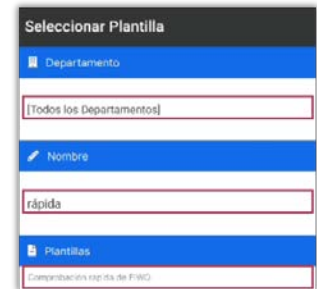 Seleccionar Plantilla
Departamento
[Todos los Departamentos]
Nombre
rápida
Plantillas
Comprobación rápida de